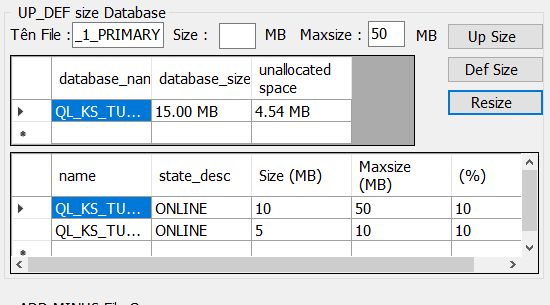 UP_DEF size Database
Tên File : _1_PRIMARY Size : MB Maxsize : 50 MB
Up Size
Def Size
Resize
database_nan database_size unallocated space
QL_KS_TU... 15.00 MB 4.54 MB
name state_desc Size (MB) Maxsize (MB) (%)
QL_KS_TU... ONLINE 10 50 10
QL_KS_TU... ONLINE 5 10 10